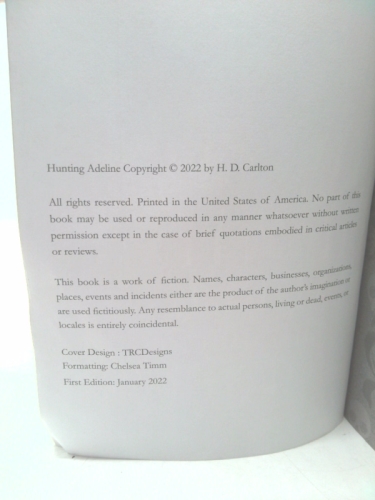 Hunting Adeline Copyright © 2022 by H. D. Carlton
All rights reserved. Printed in the United States of America. No part of this
book may be used or reproduced in any manner whatsoever without written
permission except in the case of brief quotations embodied in critical articles
or reviews.
This book is a work of fiction. Names, characters, businesses, organizations,
places, events and incidents either are the product of the author's imagination or
are used fictitiously. Any resemblance to actual persons, living or dead, events, or
locales is entirely coincidental.
Cover Design : TRCDesigns
Formatting: Chelsea Timm
First Edition: January 2022